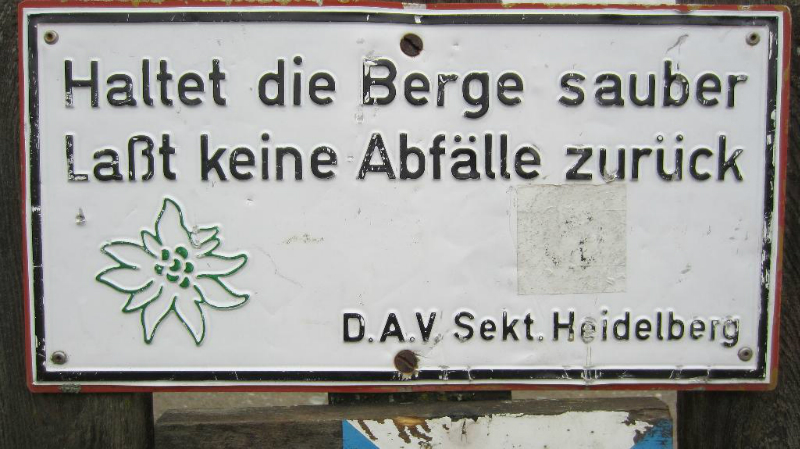 Haltet die Berge sauber
Laßt keine Abfälle zurück
D.A.V Sekt. Heidelberg